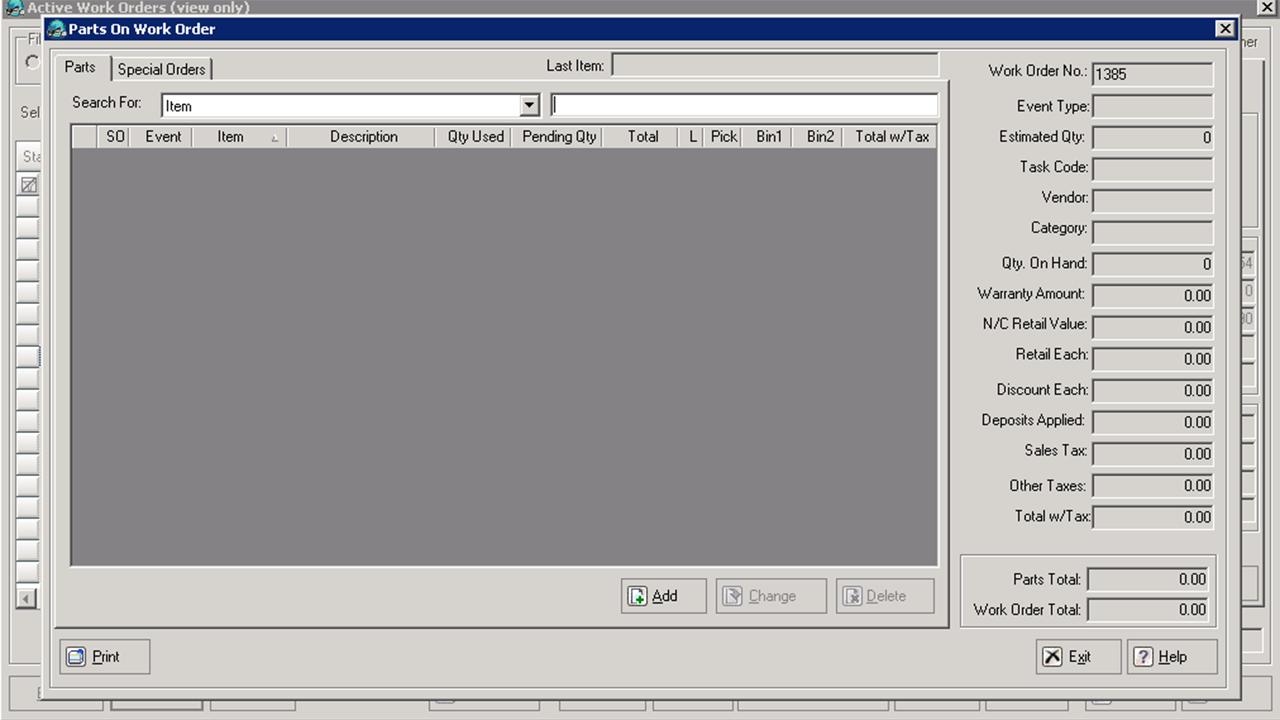 Active Work Orders (view only)
Parts On Work Order
Parts
Special Orders
Last Item:
Search For:
Item
SO Event Item Description Qty Used Pending Qty Total L Pick Bin1 Bin2 Total w/Tax
Work Order No.: 1385
Event Type:
Estimated Qty: 0
Task Code:
Vendor:
Category:
Qty. On Hand: 0
Warranty Amount: 0.00
N/C Retail Value: 0.00
Retail Each: 0.00
Discount Each: 0.00
Deposits Applied: 0.00
Sales Tax: 0.00
Other Taxes: 0.00
Total w/Tax: 0.00
Parts Total: 0.00
Work Order Total: 0.00
Add Change Delete
Print
Exit
Help